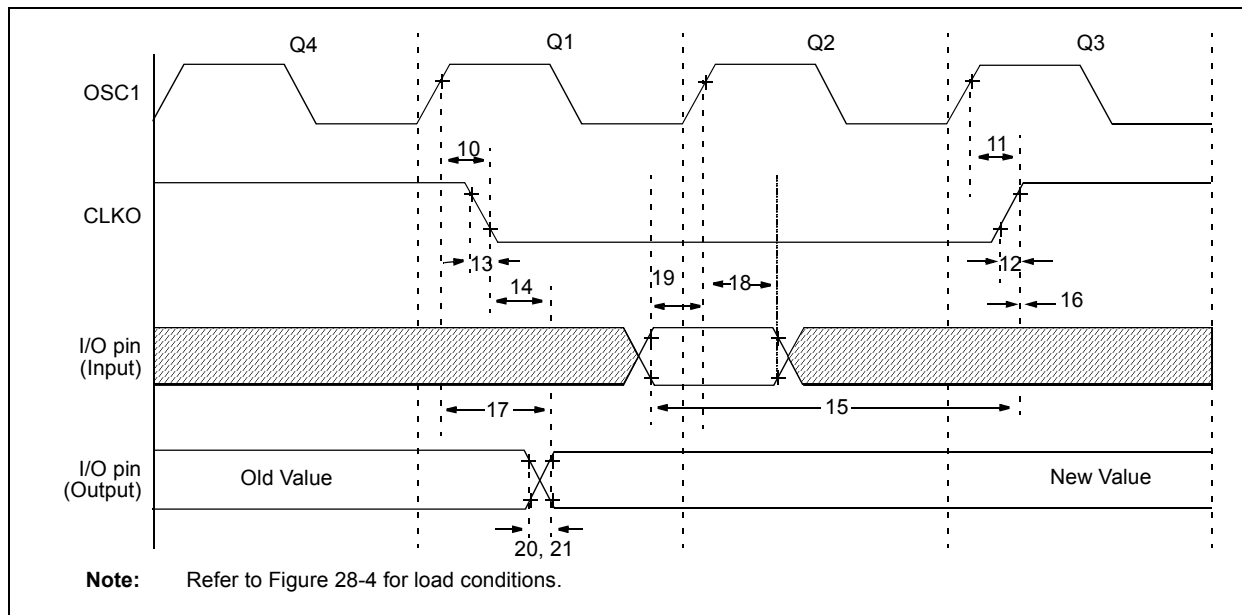 Q4 Q1 Q2 Q3
OSC1
10 11
CLKO
13 12
14 19 18 16
I/O pin
(Input)
17 15
I/O pin
(Output)
Old Value New Value
20, 21
Note: Refer to Figure 28-4 for load conditions.